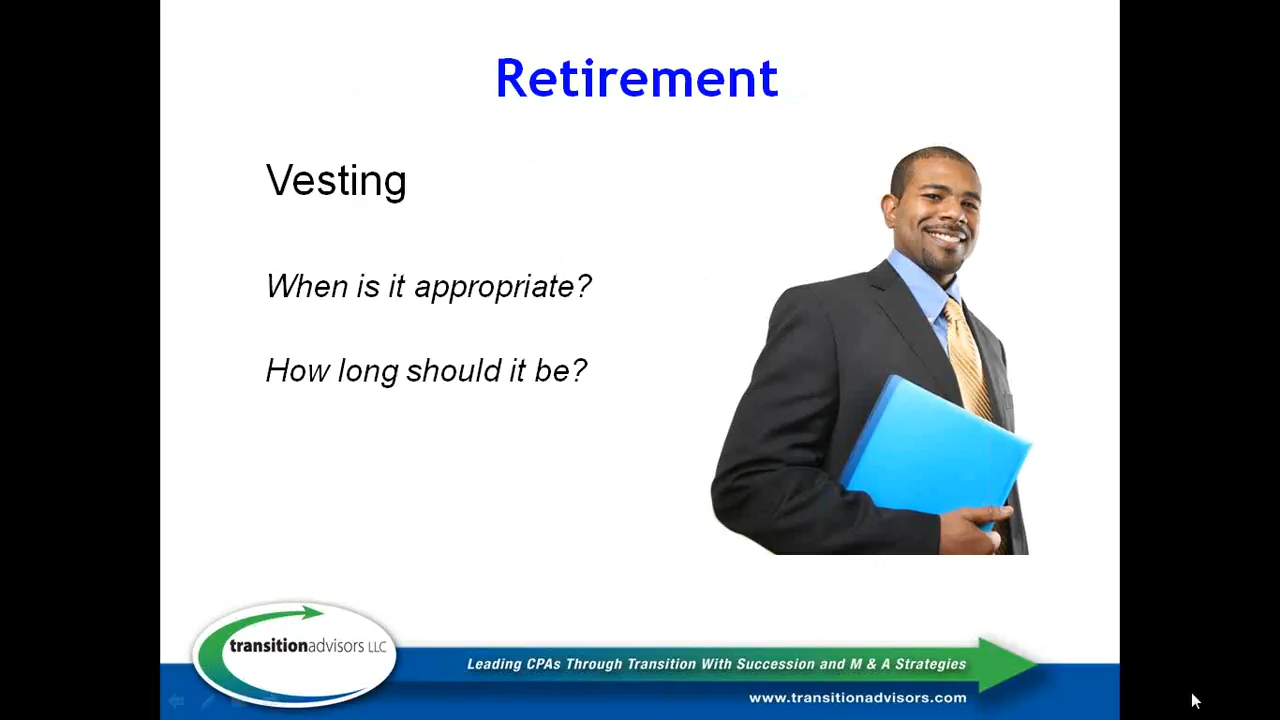 Retirement
Vesting
When is it appropriate?
How long should it be?
transitionadvisors LLC
Leading CPAs Through Transition With Succession and M & A Strategies
www.transitionadvisors.com